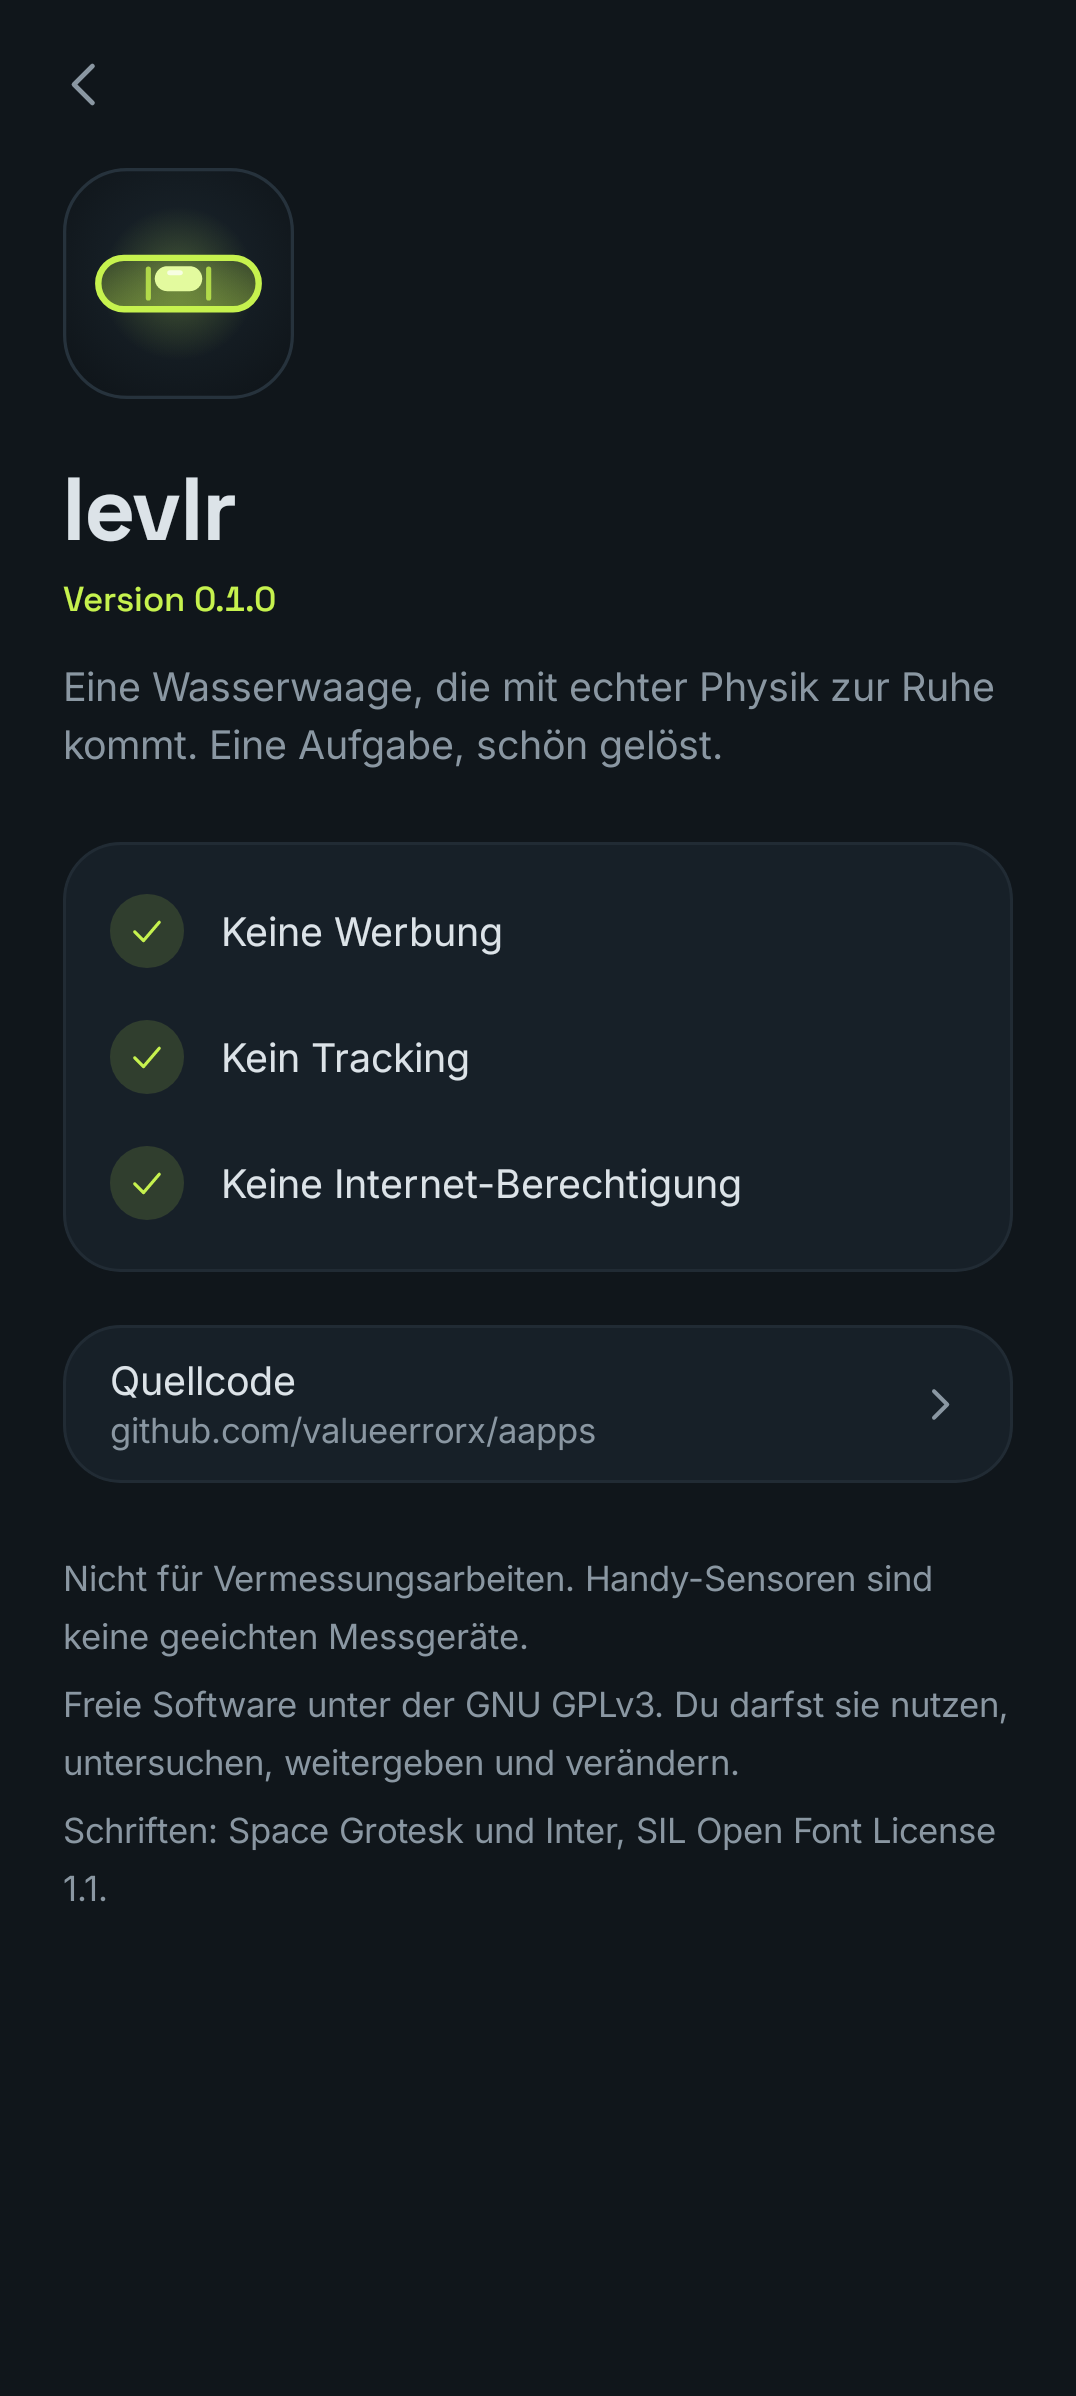 levlr
Version 0.1.0
Eine Wasserwaage, die mit echter Physik zur Ruhe
kommt. Eine Aufgabe, schön gelöst.
Keine Werbung
Kein Tracking
Keine Internet-Berechtigung
Quellcode
github.com/valueerrorx/aapps
Nicht für Vermessungsarbeiten. Handy-Sensoren sind
keine geeichten Messgeräte.
Freie Software unter der GNU GPLv3. Du darfst sie nutzen,
untersuchen, weitergeben und verändern.
Schriften: Space Grotesk und Inter, SIL Open Font License
1.1.